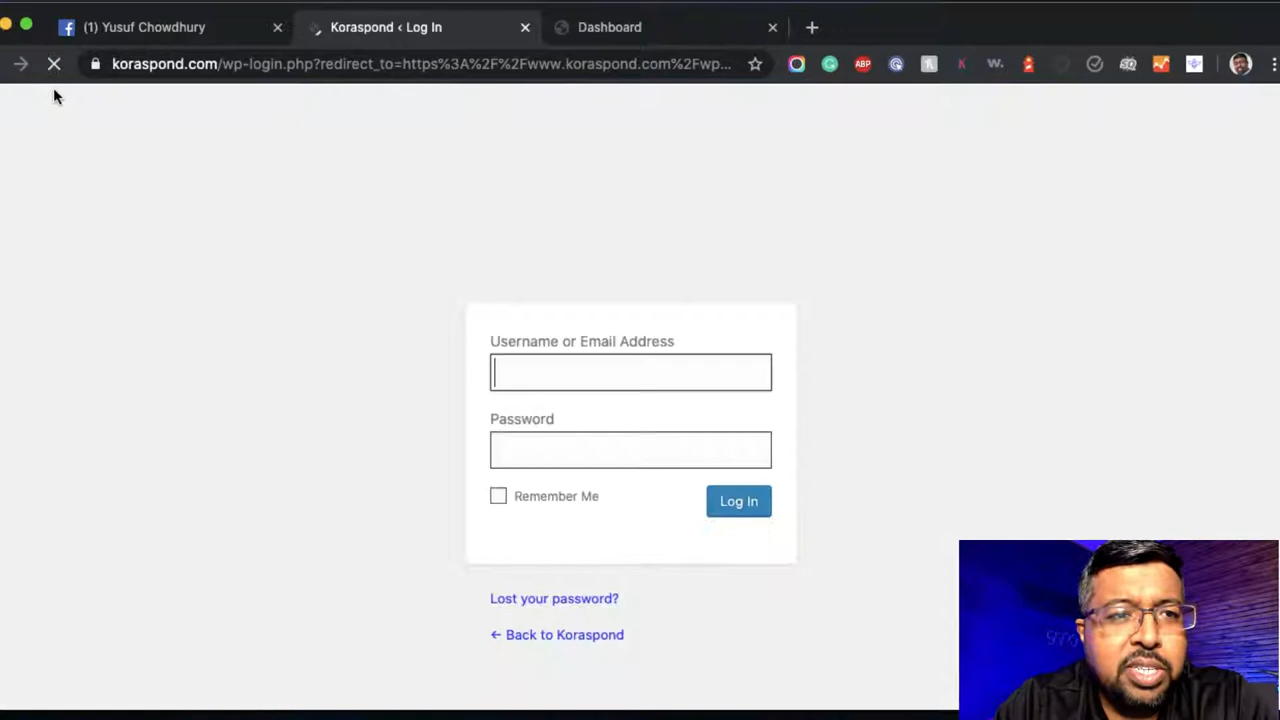 (1) Yusuf Chowdhury
Koraspond ‹ Log In
Dashboard
koraspond.com/wp-login.php?redirect_to=https%3A%2F%2Fwww.koraspond.com%2Fwp...
ABP
Username or Email Address
Password
Remember Me
Log In
Lost your password?
← Back to Koraspond